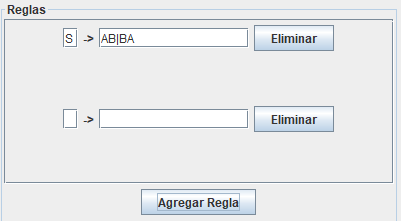 Reglas
S -> AB|BA Eliminar
-> Eliminar
Agregar Regla